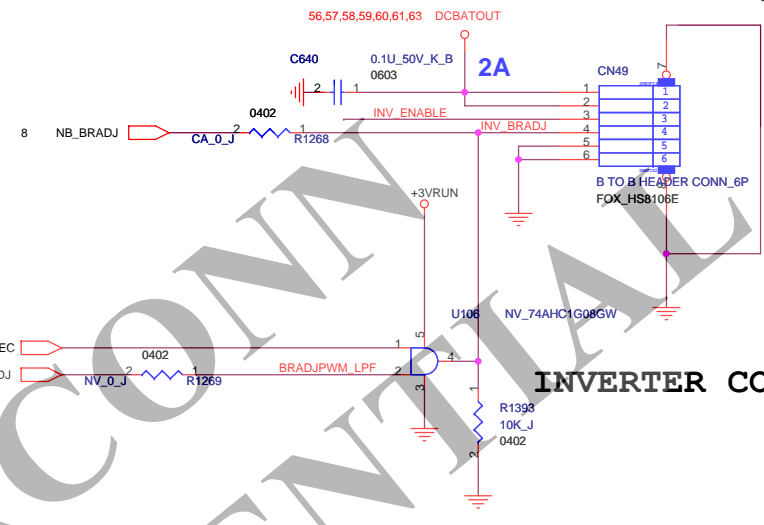 56,57,58,59,60,61,63 DCBATOUT
C640
0.1U_50V_K_B
0603
2A
CN49
7
2 1
1 1
2 2
INV_ENABLE 3 3
8 NB_BRADJ 2 0402 1 INV_BRADJ 4 4
CA_0_J R1268
5 5
6 6
B TO B HEADER CONN_6P
FOX_HS8106E
+3VRUN
U106 NV_74AHC1G08GW
5
EC 1
4
0402
DJ 2 1 BRADJPWM_LPF 2
NV_0_J R1269
3
INVERTER CO
1
R1393
10K_J
0402
2
CONN
ENTIAL